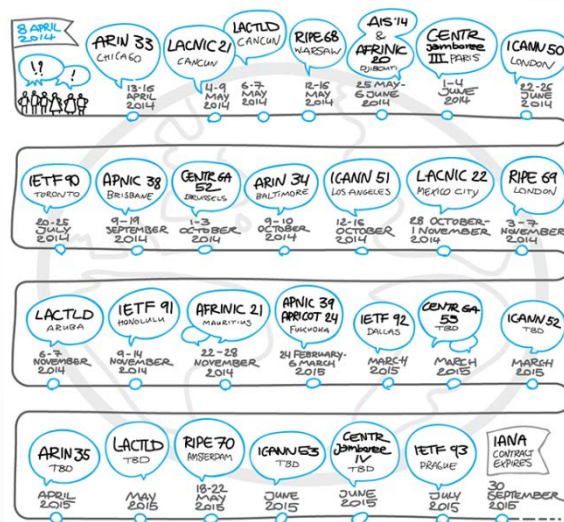 8 APRIL
2014
!?
!
ARIN 33
CHICAGO
13-16
APRIL
2014
LACNIC 21
CANCUN
4-9
MAY
2014
LACTLD
CANCUN
6-7
MAY
2014
RIPE 68
WARSAW
12-16
MAY
2014
AIS '14
&
AFRINIC
20
DJIBOUTI
25 MAY-
6 JUNE
2014
CENTR
Jamboree
III PARIS
1-4
JUNE
2014
ICANN 50
LONDON
22-26
JUNE
2014
IETF 90
TORONTO
20-25
JULY
2014
APNIC 38
BRISBANE
9-19
SEPTEMBER
2014
CENTR GA
52
BRUSSELS
1-3
OCTOBER
2014
ARIN 34
BALTIMORE
9-10
OCTOBER
2014
ICANN 51
LOS ANGELES
12-16
OCTOBER
2014
LACNIC 22
MEXICO CITY
28 OCTOBER-
1 NOVEMBER
2014
RIPE 69
LONDON
3-7
NOVEMBER
2014
LACTLD
ARUBA
6-7
NOVEMBER
2014
IETF 91
HONOLULU
9-14
NOVEMBER
2014
AFRINIC 21
MAURITIUS
22-28
NOVEMBER
2014
APNIC 39
APRICOT 24
FUKUOKA
24 FEBRUARY-
6 MARCH
2015
IETF 92
DALLAS
MARCH
2015
CENTR GA
53
TBD
MARCH
2015
ICANN 52
TBD
MARCH
2015
ARIN 35
TBD
APRIL
2015
LACTLD
TBD
MAY
2015
RIPE 70
AMSTERDAM
18-22
MAY
2015
ICANN 53
TBD
JUNE
2015
CENTR
Jamboree
IV
TBD
JUNE
2015
IETF 93
PRAGUE
JULY
2015
IANA
CONTRACT
EXPIRES
30
SEPTEMBER
2015